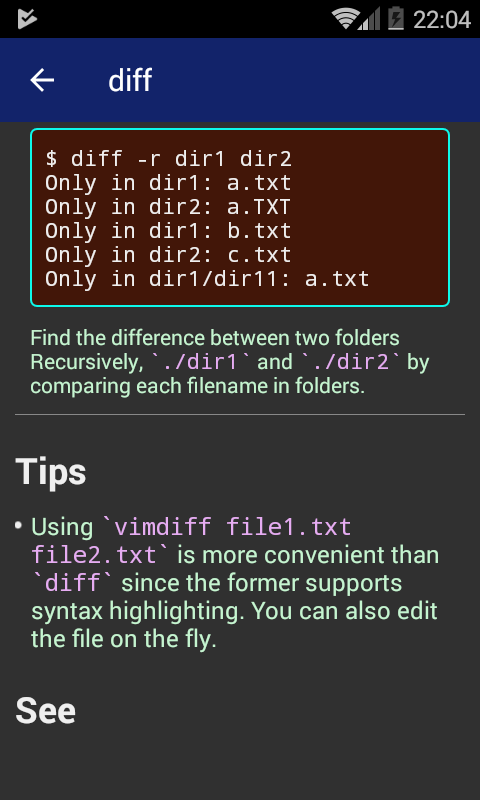 22:04
diff
$ diff -r dir1 dir2
Only in dir1: a.txt
Only in dir2: a.TXT
Only in dir1: b.txt
Only in dir2: c.txt
Only in dir1/dir11: a.txt
Find the difference between two folders
Recursively, `./dir1` and `./dir2` by
comparing each filename in folders.
Tips
• Using `vimdiff file1.txt
file2.txt` is more convenient than
`diff` since the former supports
syntax highlighting. You can also edit
the file on the fly.
See